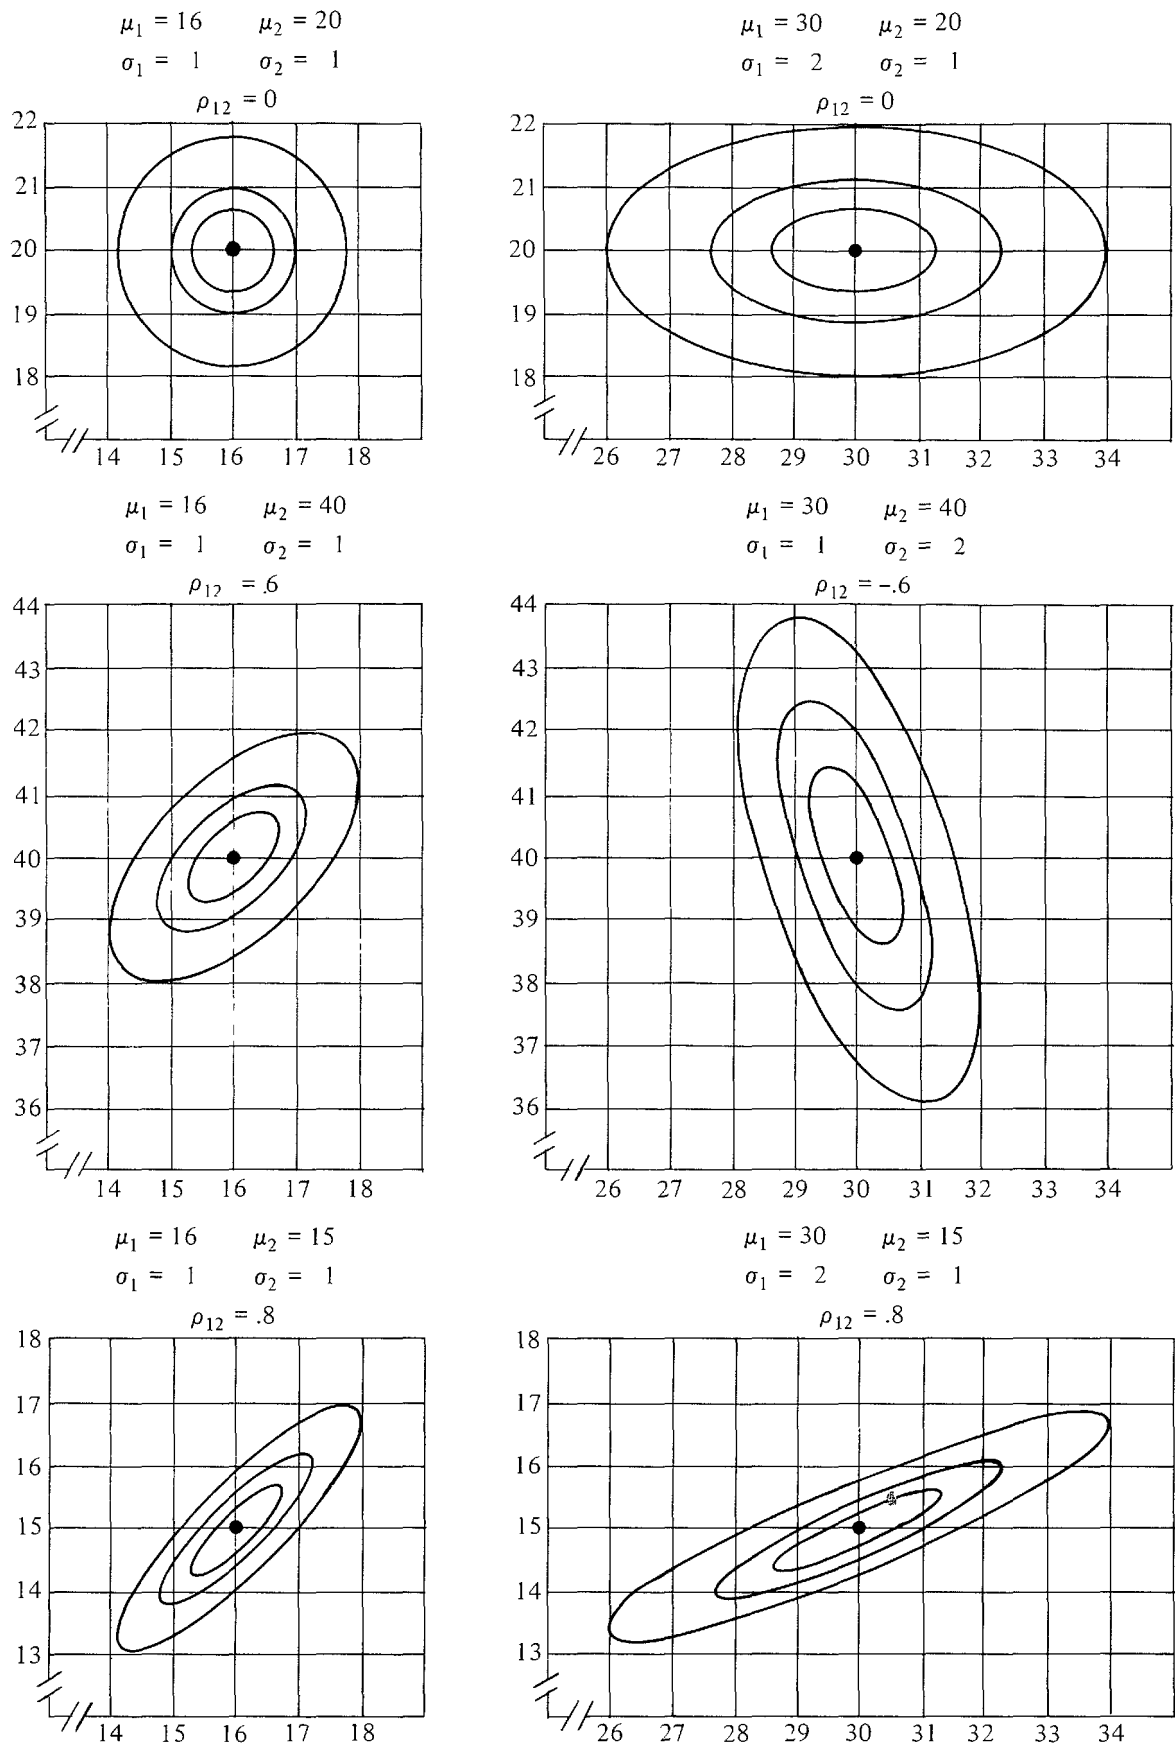 μ1 = 16 μ2 = 20
σ1 = 1 σ2 = 1
ρ12 = 0
22
21
20
19
18
14 15 16 17 18
μ1 = 30 μ2 = 20
σ1 = 2 σ2 = 1
ρ12 = 0
22
21
20
19
18
26 27 28 29 30 31 32 33 34
μ1 = 16 μ2 = 40
σ1 = 1 σ2 = 1
ρ12 = .6
44
43
42
41
40
39
38
37
36
14 15 16 17 18
μ1 = 30 μ2 = 40
σ1 = 1 σ2 = 2
ρ12 = -.6
44
43
42
41
40
39
38
37
36
26 27 28 29 30 31 32 33 34
μ1 = 16 μ2 = 15
σ1 = 1 σ2 = 1
ρ12 = .8
18
17
16
15
14
13
14 15 16 17 18
μ1 = 30 μ2 = 15
σ1 = 2 σ2 = 1
ρ12 = .8
18
17
16
15
14
13
26 27 28 29 30 31 32 33 34